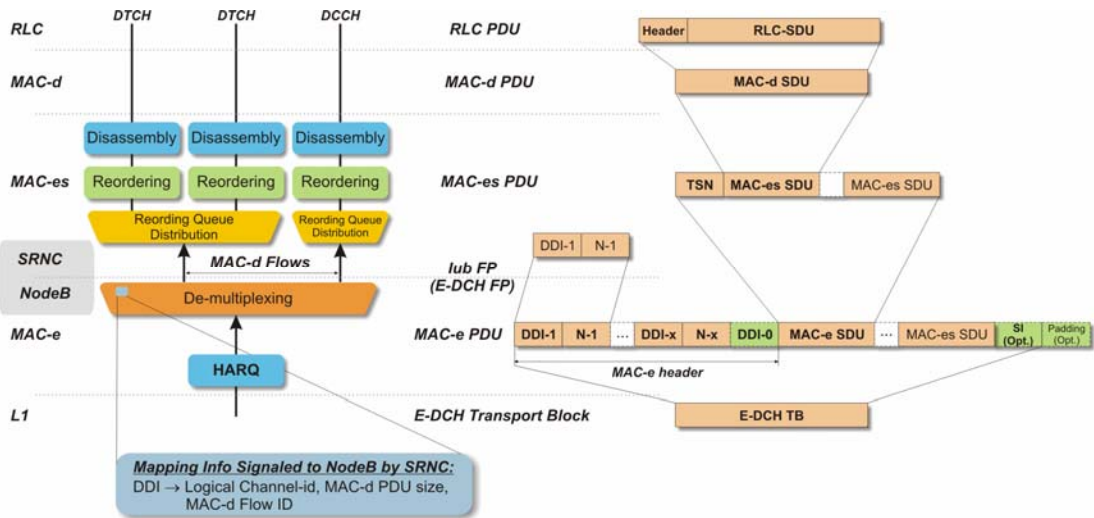 DTCH DTCH DCCH
RLC RLC PDU Header RLC-SDU
MAC-d MAC-d PDU MAC-d SDU
Disassembly Disassembly Disassembly
MAC-es Reordering Reordering Reordering MAC-es PDU TSN MAC-es SDU MAC-es SDU
Reording Queue Distribution
Reording Queue Distribution
DDI-1 N-1
SRNC MAC-d Flows Iub FP
(E-DCH FP)
NodeB De-multiplexing
MAC-e MAC-e PDU DDI-1 N-1 ... DDI-x N-x DDI-0 MAC-e SDU ... MAC-es SDU SI (Opt.) Padding (Opt.)
HARQ MAC-e header
L1 E-DCH Transport Block E-DCH TB
Mapping Info Signaled to NodeB by SRNC:
DDI → Logical Channel-id, MAC-d PDU size,
MAC-d Flow ID